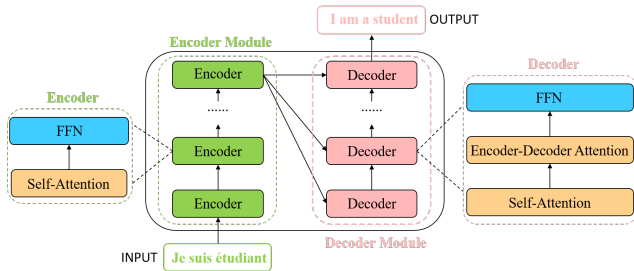 I am a student OUTPUT
Encoder Module
Encoder
Decoder
Decoder
......
......
Encoder
FFN
Self-Attention
Encoder
Decoder
Encoder
Decoder
FFN
Encoder-Decoder Attention
Self-Attention
Decoder Module
INPUT Je suis étudiant